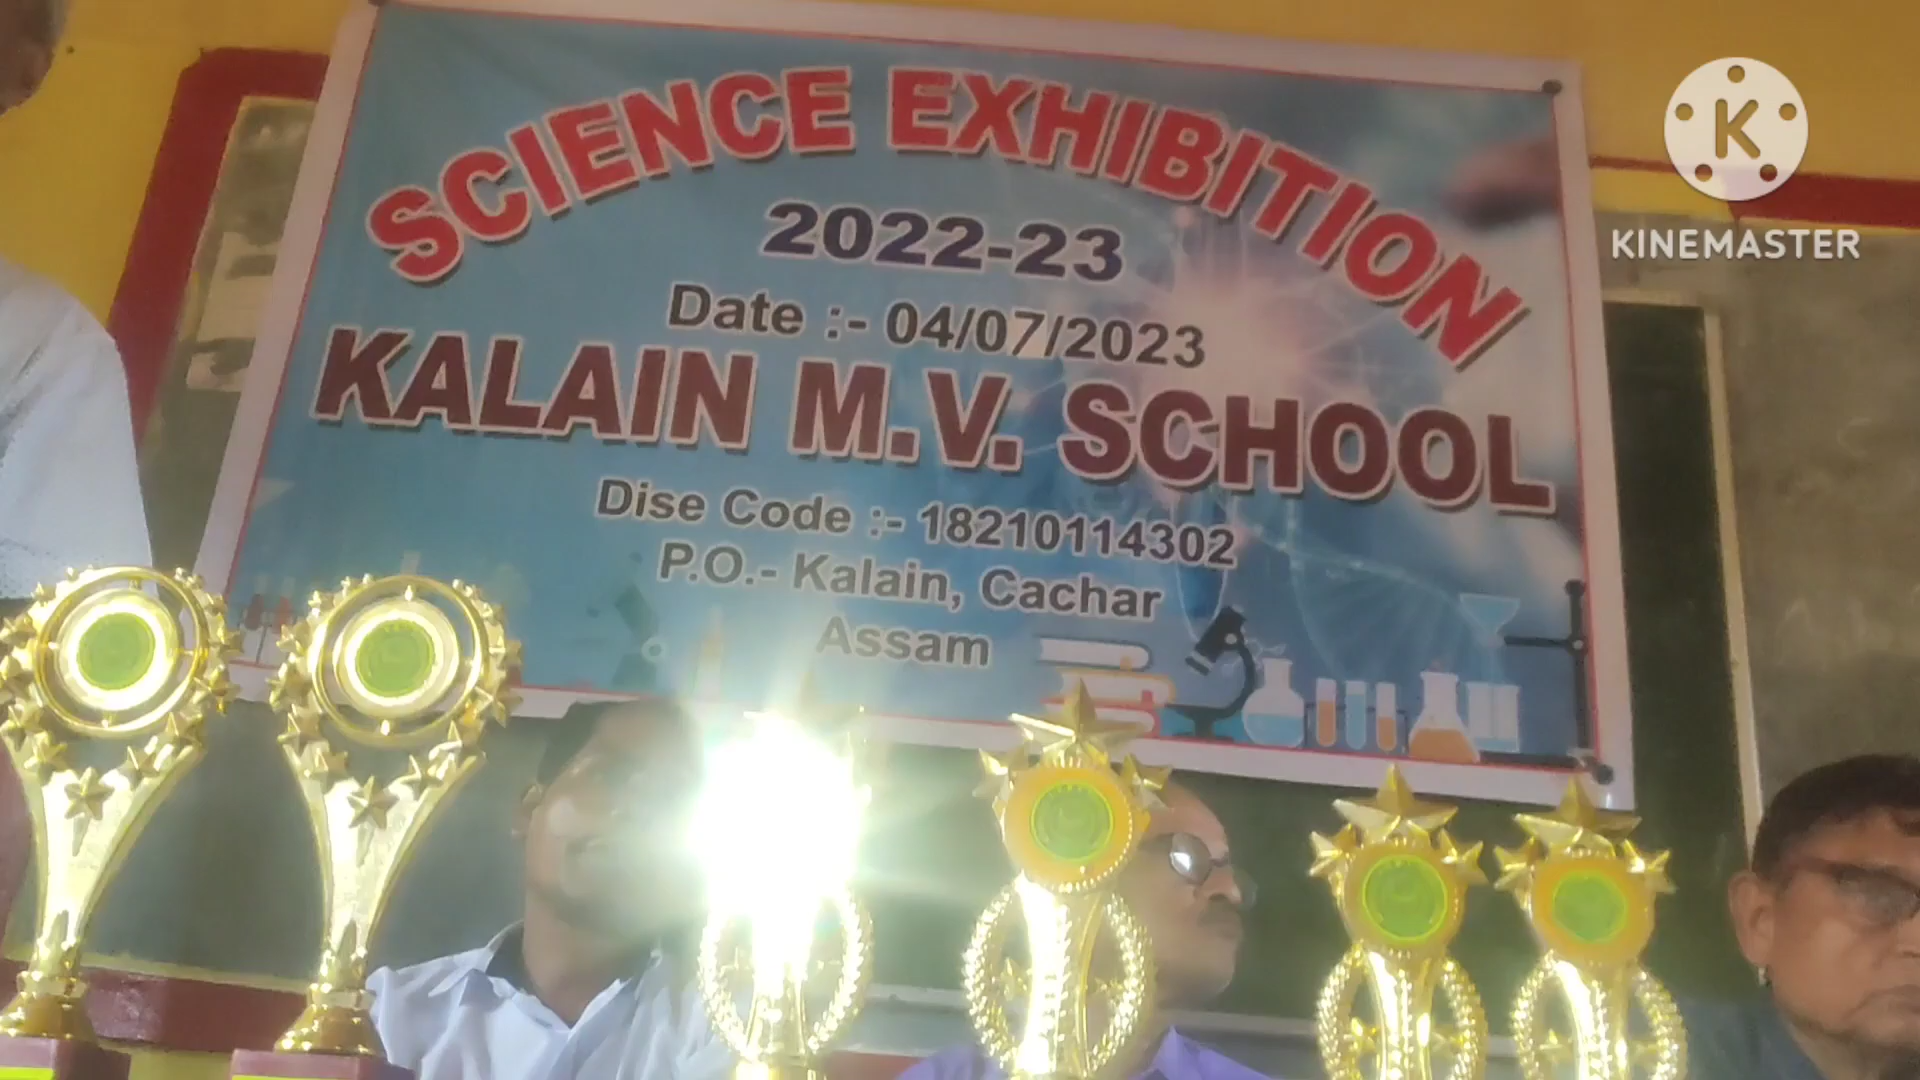 SCIENCE EXHIBITION
2022-23
Date :- 04/07/2023
KALAIN M.V. SCHOOL
Dise Code :- 18210114302
P.O.- Kalain, Cachar
Assam
K
KINEMASTER